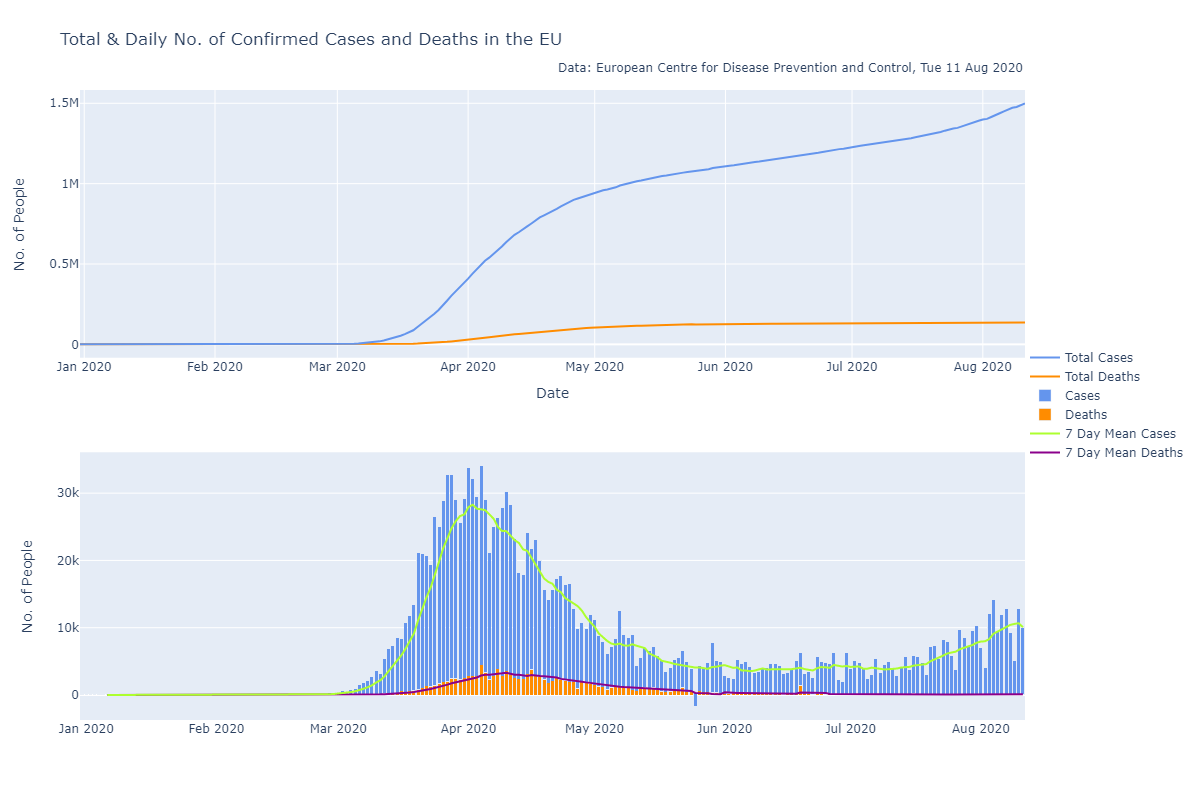 Total & Daily No. of Confirmed Cases and Deaths in the EU
Data: European Centre for Disease Prevention and Control, Tue 11 Aug 2020
1.5M
1M
0.5M
0
No. of People
Jan 2020 Feb 2020 Mar 2020 Apr 2020 May 2020 Jun 2020 Jul 2020 Aug 2020
Date
Total Cases
Total Deaths
Cases
Deaths
7 Day Mean Cases
7 Day Mean Deaths
30k
20k
10k
0
No. of People
Jan 2020 Feb 2020 Mar 2020 Apr 2020 May 2020 Jun 2020 Jul 2020 Aug 2020